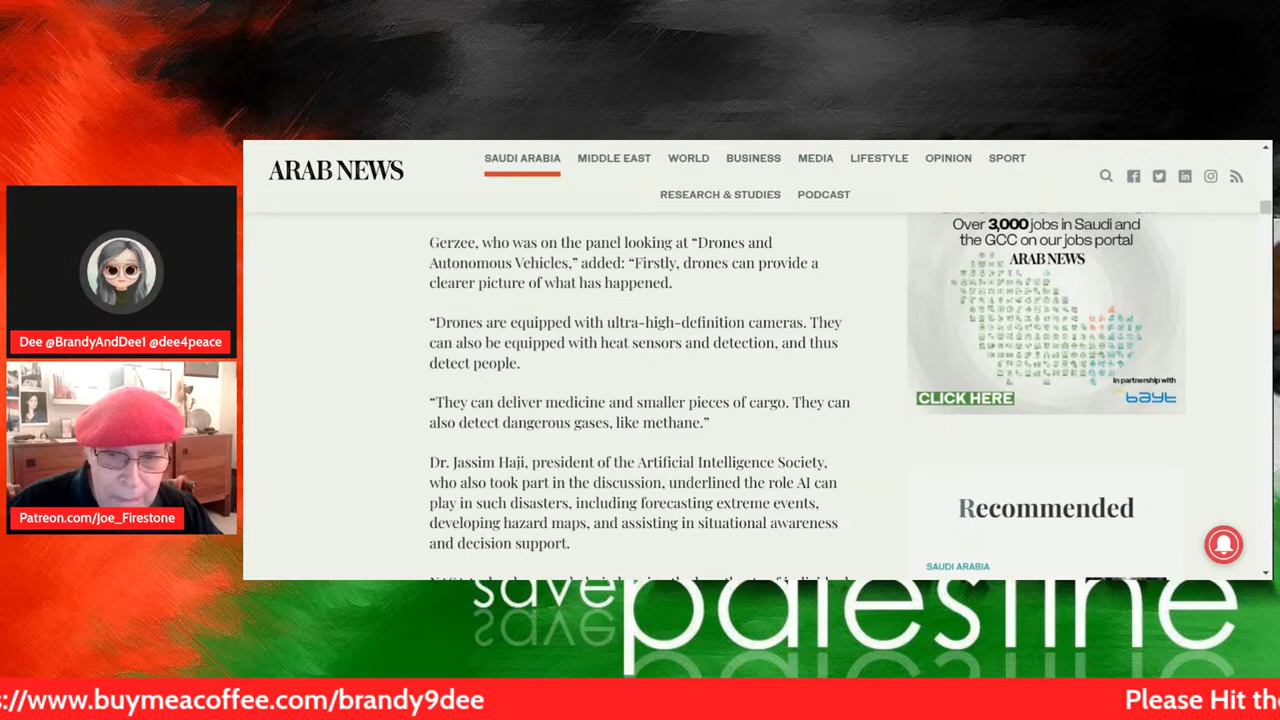 ARAB NEWS
SAUDI ARABIA MIDDLE EAST WORLD BUSINESS MEDIA LIFESTYLE OPINION SPORT
RESEARCH & STUDIES PODCAST
Gerzee, who was on the panel looking at “Drones and
Autonomous Vehicles,” added: “Firstly, drones can provide a
clearer picture of what has happened.
“Drones are equipped with ultra-high-definition cameras. They
can also be equipped with heat sensors and detection, and thus
detect people.
“They can deliver medicine and smaller pieces of cargo. They can
also detect dangerous gases, like methane.”
Dr. Jassim Haji, president of the Artificial Intelligence Society,
who also took part in the discussion, underlined the role AI can
play in such disasters, including forecasting extreme events,
developing hazard maps, and assisting in situational awareness
and decision support.
Over 3,000 jobs in Saudi and
the GCC on our jobs portal
ARAB NEWS
In partnership with
CLICK HERE
bayt
Recommended
SAUDI ARABIA
Dee @BrandyAndDee1 @dee4peace
Patreon.com/Joe_Firestone
save palestine
s://www.buymeacoffee.com/brandy9dee
Please Hit the